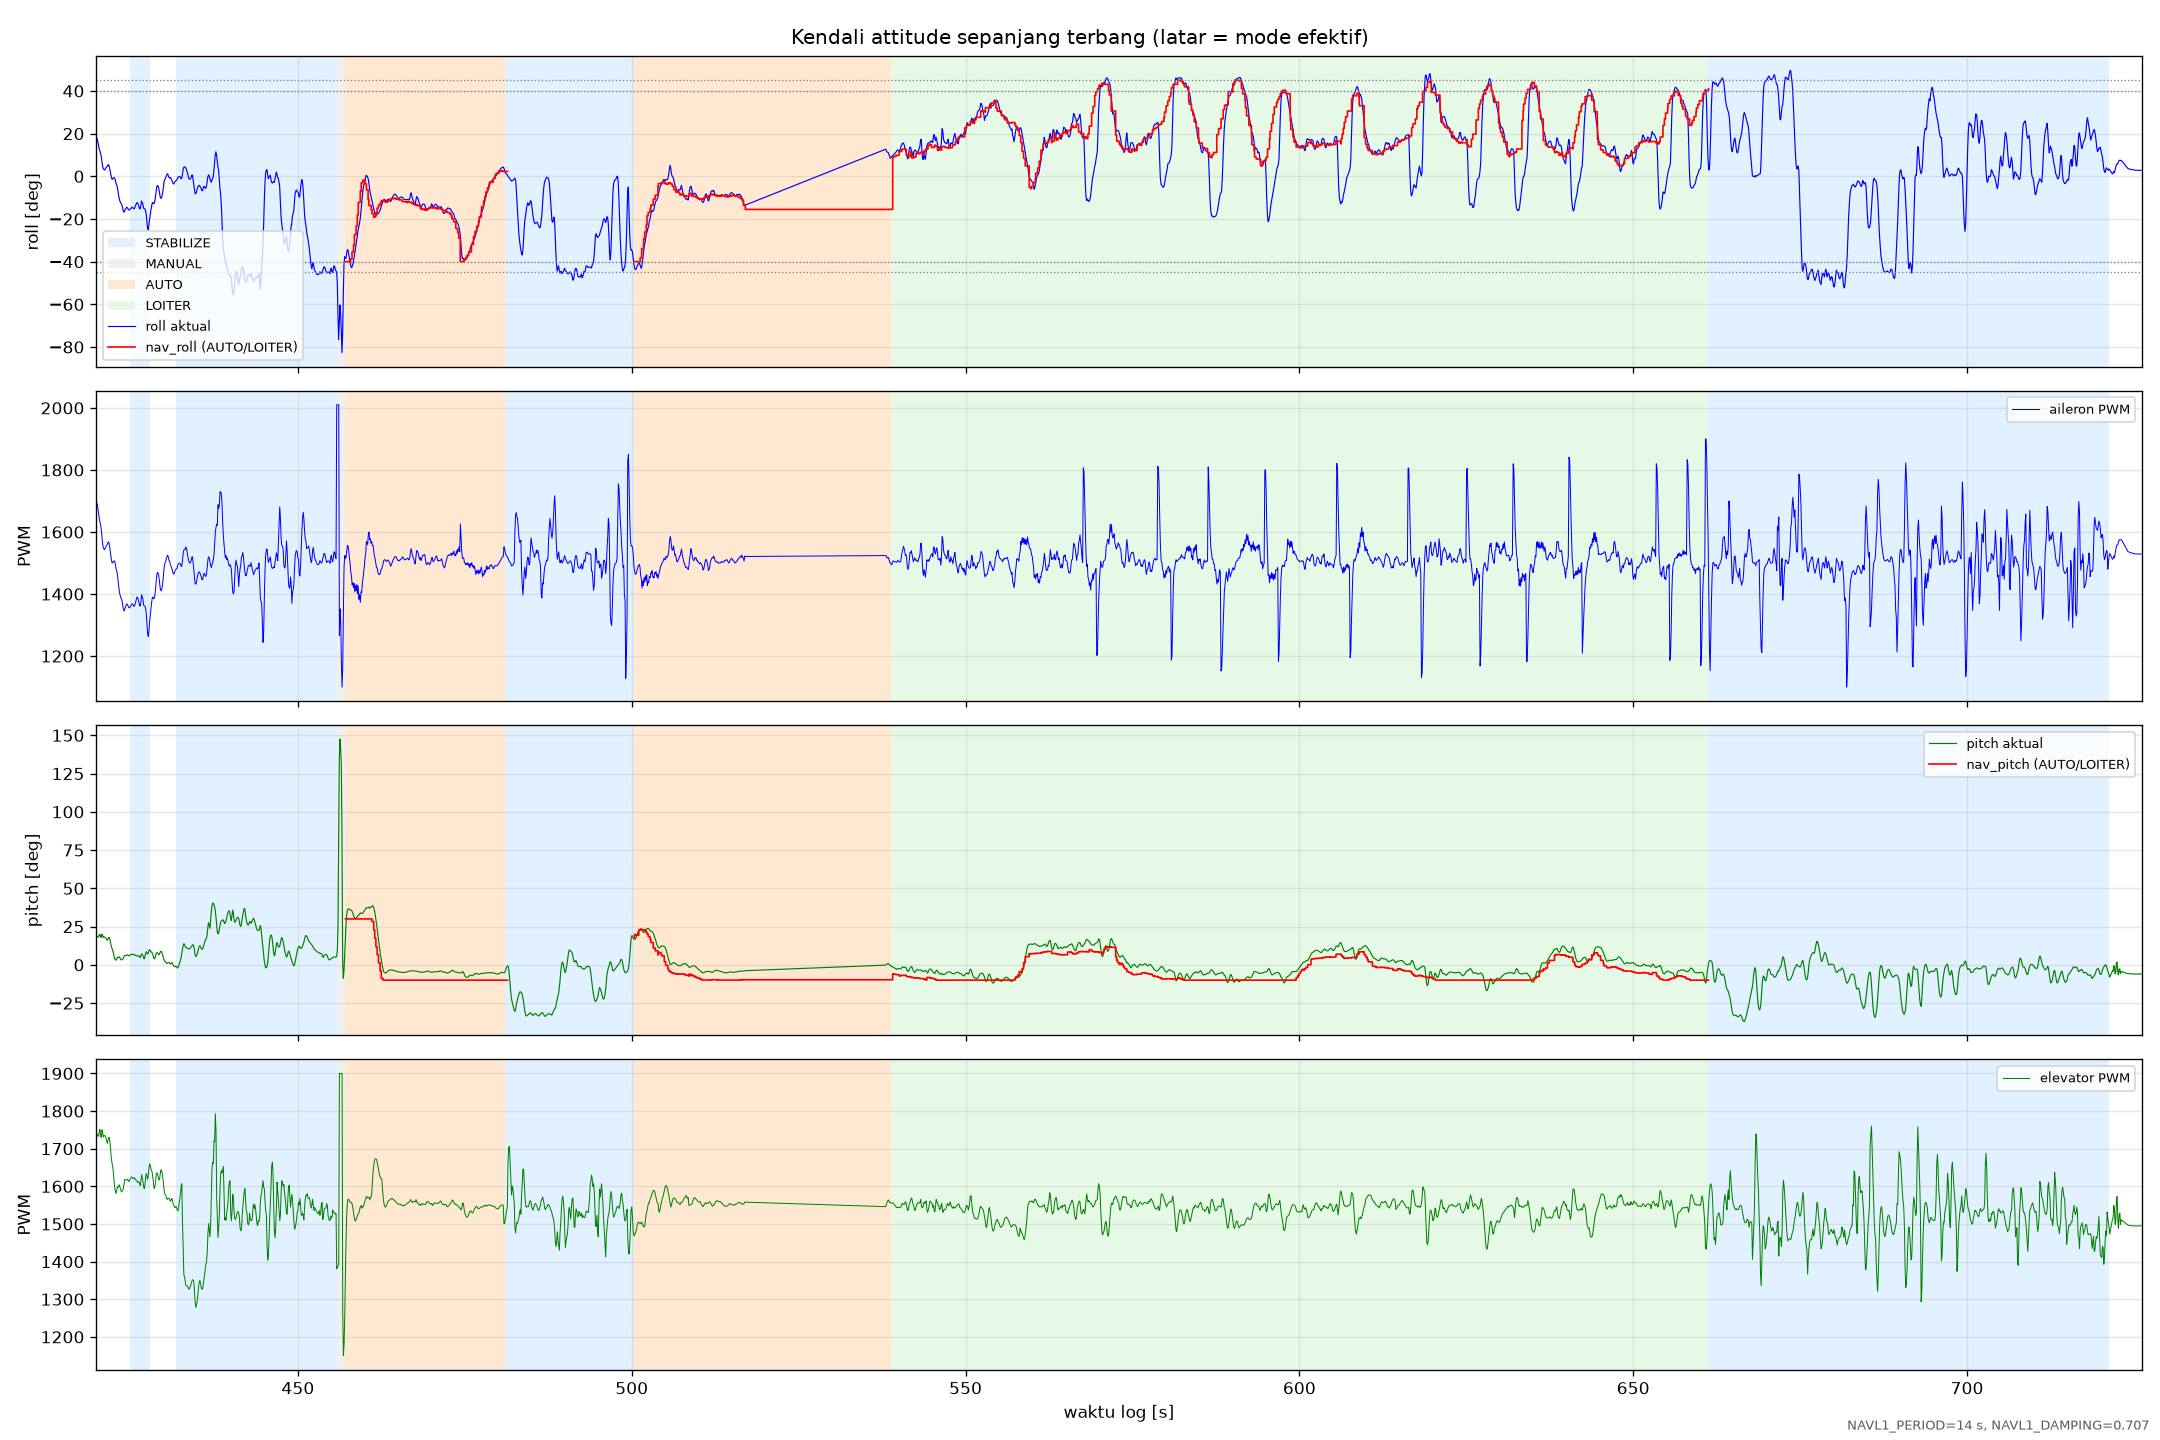 Kendali attitude sepanjang terbang (latar = mode efektif)
roll [deg]
40
20
0
−20
−40
−60
−80
STABILIZE
MANUAL
AUTO
LOITER
roll aktual
nav_roll (AUTO/LOITER)
PWM
2000
1800
1600
1400
1200
aileron PWM
pitch [deg]
150
125
100
75
50
25
0
−25
pitch aktual
nav_pitch (AUTO/LOITER)
PWM
1900
1800
1700
1600
1500
1400
1300
1200
elevator PWM
450 500 550 600 650 700
waktu log [s]
NAVL1_PERIOD=14 s, NAVL1_DAMPING=0.707